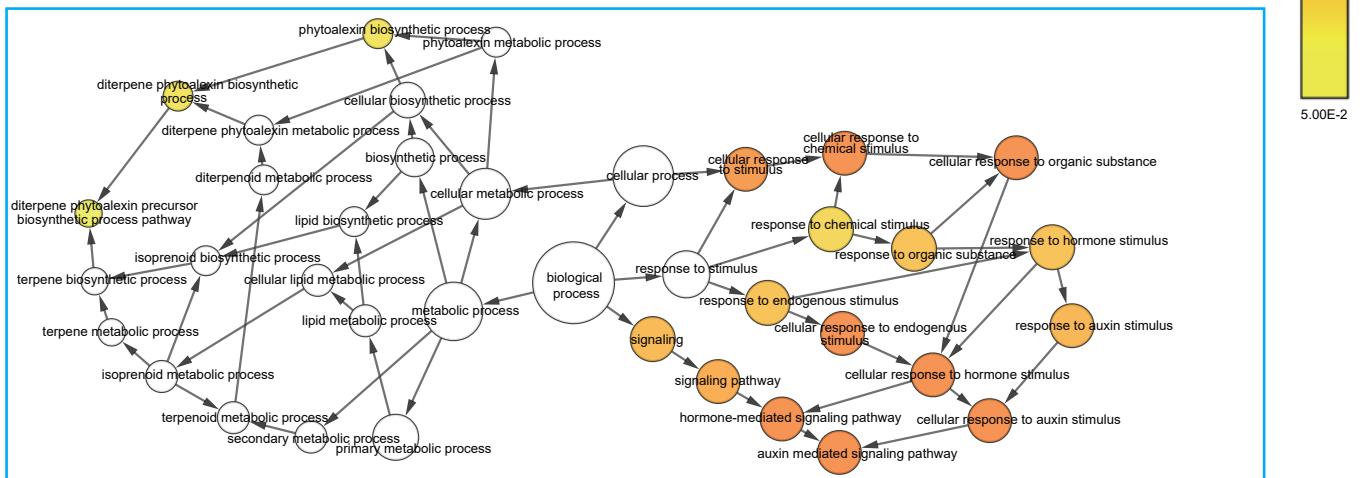 phytoalexin biosynthetic process
phytoalexin metabolic process
diterpene phytoalexin biosynthetic
process
cellular biosynthetic process
diterpene phytoalexin metabolic process
biosynthetic process
diterpenoid metabolic process
cellular metabolic process
diterpene phytoalexin precursor
biosynthetic process pathway
lipid biosynthetic process
isoprenoid biosynthetic process
terpene biosynthetic process
cellular lipid metabolic process
metabolic process
lipid metabolic process
terpene metabolic process
isoprenoid metabolic process
terpenoid metabolic process
secondary metabolic process
primary metabolic process
cellular process
cellular response
to stimulus
cellular response to
chemical stimulus
cellular response to organic substance
response to chemical stimulus
response to organic substance
response to hormone stimulus
response to stimulus
biological
process
response to endogenous stimulus
cellular response to endogenous
stimulus
response to auxin stimulus
signaling
signaling pathway
cellular response to hormone stimulus
hormone-mediated signaling pathway
cellular response to auxin stimulus
auxin mediated signaling pathway
5.00E-2